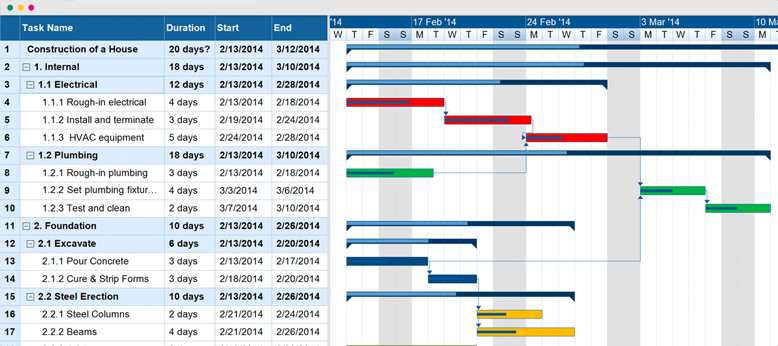 '14 17 Feb '14 24 Feb '14 3 Mar '14 10 M
Task Name Duration Start End
W T F S S M T W T F S S M T W T F S S M T W T F S S M
1 Construction of a House 20 days? 2/13/2014 3/12/2014
2 1. Internal 18 days 2/13/2014 3/10/2014
3 1.1 Electrical 12 days 2/13/2014 2/28/2014
4 1.1.1 Rough-in electrical 4 days 2/13/2014 2/18/2014
5 1.1.2 Install and terminate 3 days 2/19/2014 2/24/2014
6 1.1.3 HVAC equipment 5 days 2/24/2014 2/28/2014
7 1.2 Plumbing 18 days 2/13/2014 3/10/2014
8 1.2.1 Rough-in plumbing 3 days 2/13/2014 2/18/2014
9 1.2.2 Set plumbing fixtur... 4 days 3/3/2014 3/6/2014
10 1.2.3 Test and clean 2 days 3/7/2014 3/10/2014
11 2. Foundation 10 days 2/13/2014 2/26/2014
12 2.1 Excavate 6 days 2/13/2014 2/20/2014
13 2.1.1 Pour Concrete 3 days 2/13/2014 2/17/2014
14 2.1.2 Cure & Strip Forms 3 days 2/18/2014 2/20/2014
15 2.2 Steel Erection 10 days 2/13/2014 2/26/2014
16 2.2.1 Steel Columns 2 days 2/21/2014 2/24/2014
17 2.2.2 Beams 4 days 2/21/2014 2/26/2014